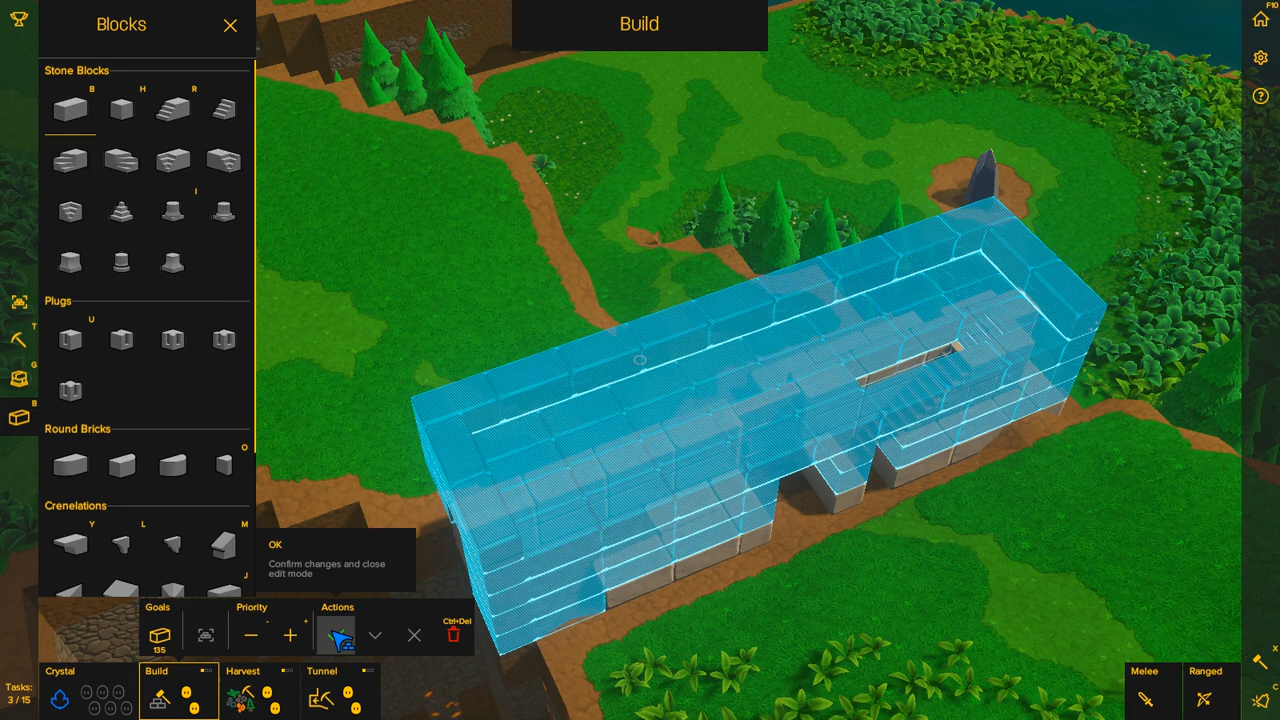 Blocks
Build
F10
Stone Blocks
B
H
R
I
T
G
B
Plugs
U
Round Bricks
O
Crenelations
Y
L
M
J
OK
Confirm changes and close
edit mode
Goals
Priority
Actions
-
+
Ctrl+Del
135
Crystal
Build
Harvest
Tunnel
Tasks:
3 / 15
Melee
Ranged
X
C